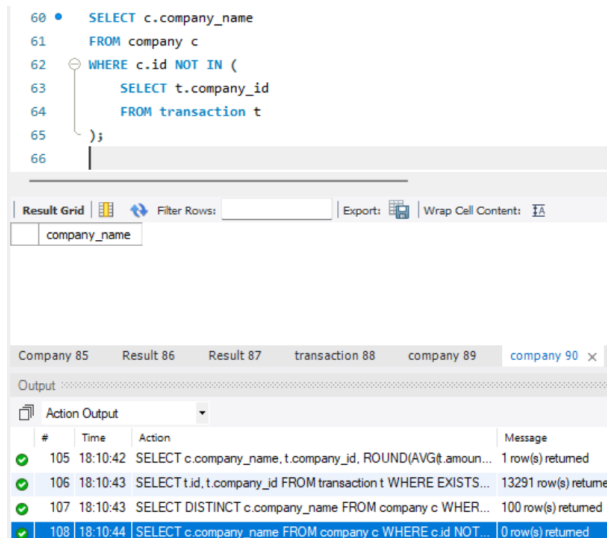 60 SELECT c.company_name
61 FROM company c
62 WHERE c.id NOT IN (
63 SELECT t.company_id
64 FROM transaction t
65 );
66
Result Grid Filter Rows: Export: Wrap Cell Content: IA
company_name
Company 85 Result 86 Result 87 transaction 88 company 89 company 90 ×
Output
Action Output
# Time Action Message
105 18:10:42 SELECT c.company_name, t.company_id, ROUND(AVG(t.amoun... 1 row(s) returned
106 18:10:43 SELECT t.id, t.company_id FROM transaction t WHERE EXISTS... 13291 row(s) returne
107 18:10:43 SELECT DISTINCT c.company_name FROM company c WHER... 100 row(s) returned
108 18:10:44 SELECT c.company_name FROM company c WHERE c.id NOT... 0 row(s) returned